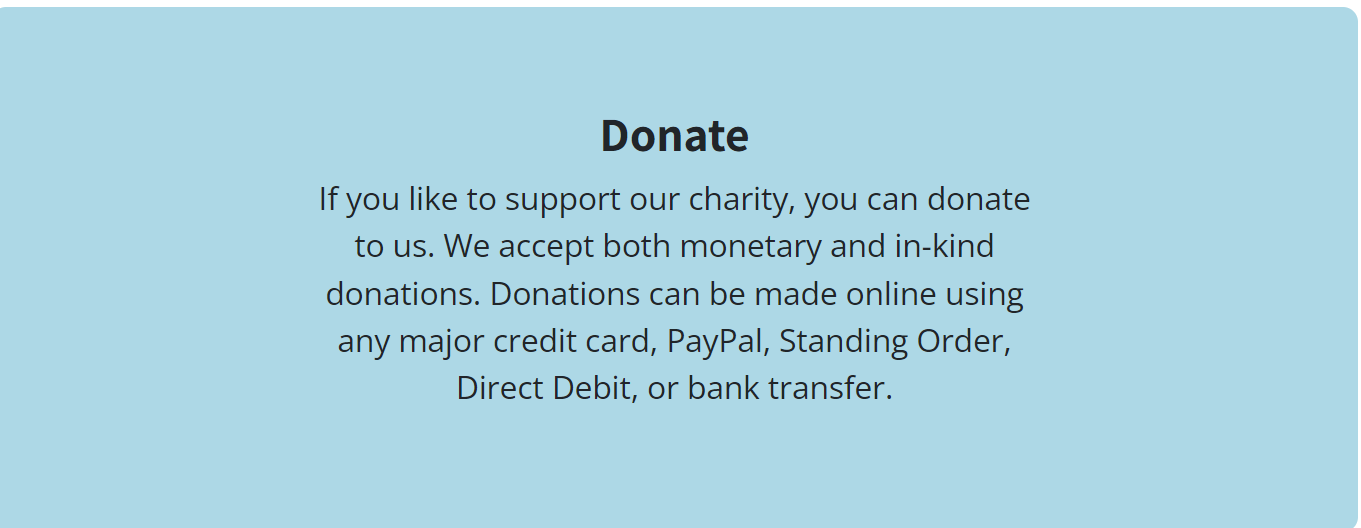 Donate
If you like to support our charity, you can donate
to us. We accept both monetary and in-kind
donations. Donations can be made online using
any major credit card, PayPal, Standing Order,
Direct Debit, or bank transfer.